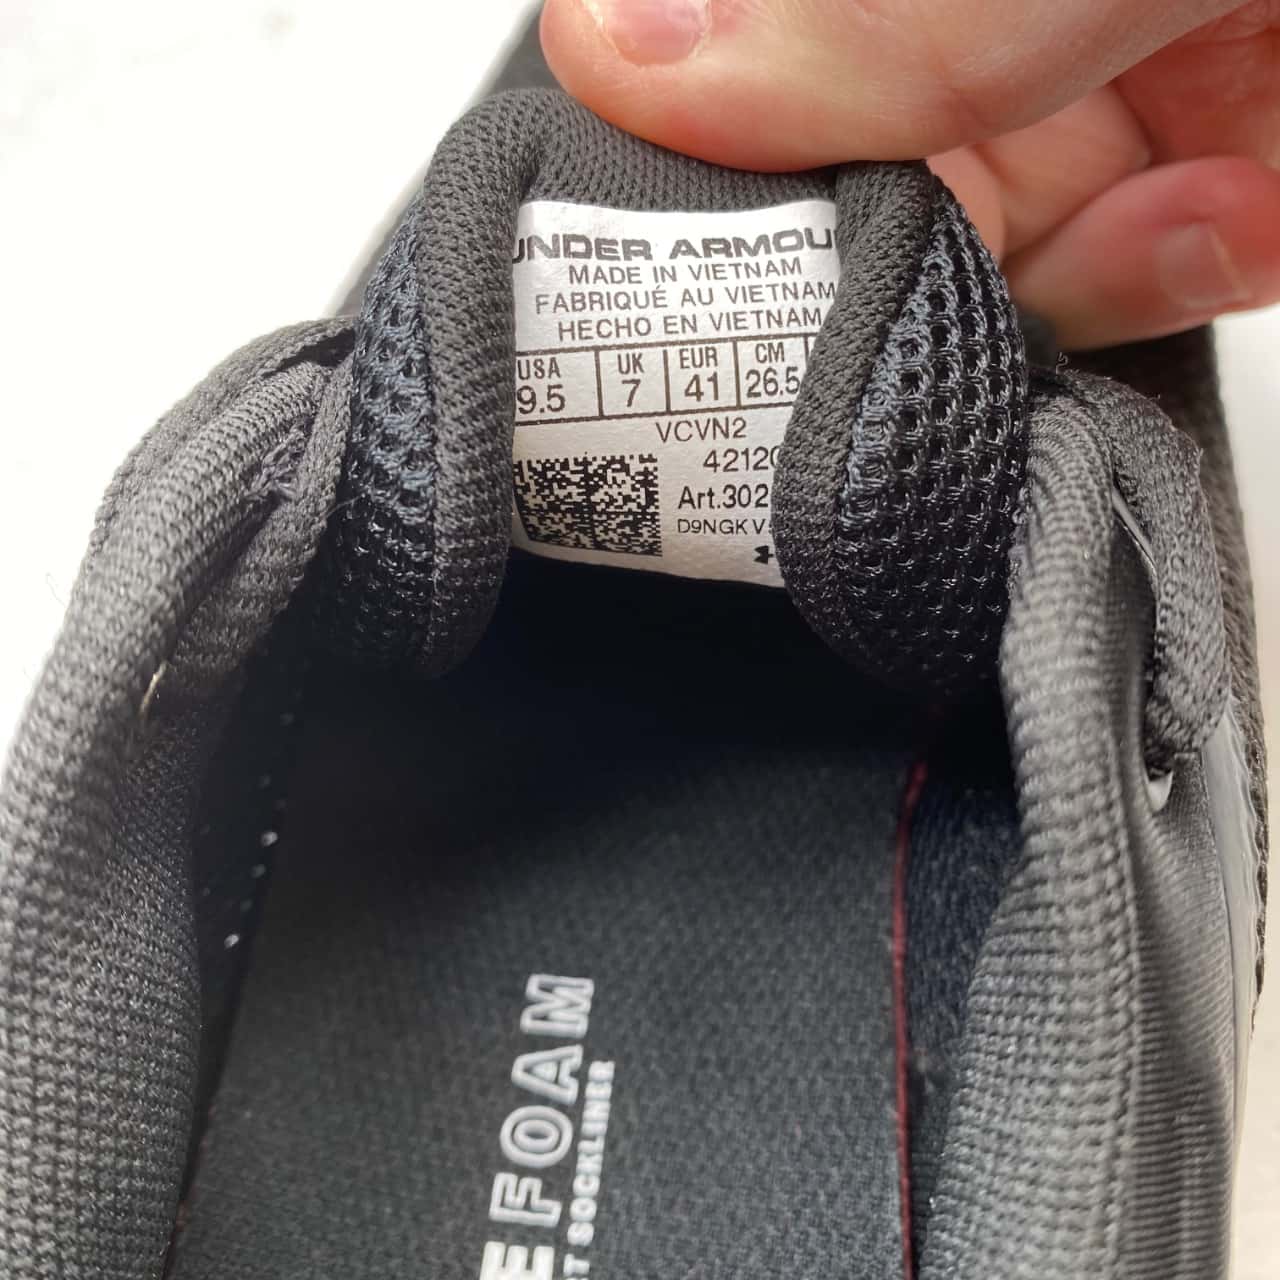 UNDER ARMOUR
MADE IN VIETNAM
FABRIQUÉ AU VIETNAM
HECHO EN VIETNAM
USA UK EUR CM
9.5 7 41 26.5
VCVN2
42120
Art.302
D9NGK V
FOAM
SOCKLINER